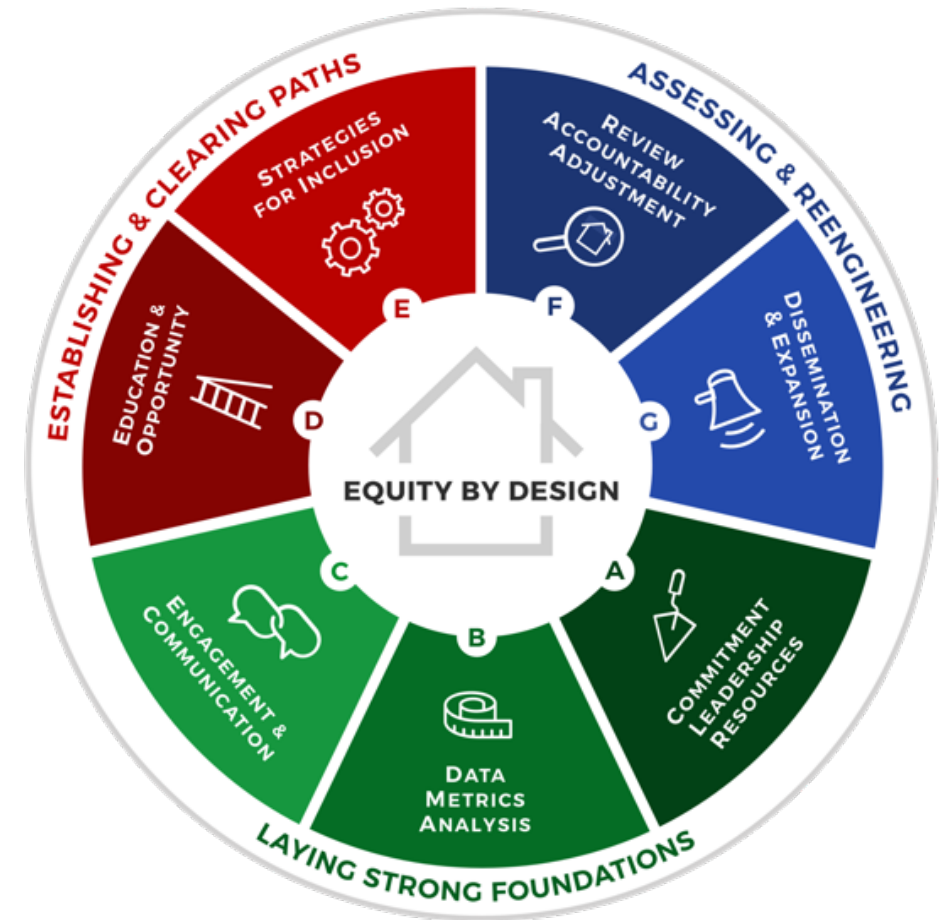 ESTABLISHING & CLEARING PATHS
ASSESSING & REENGINEERING
LAYING STRONG FOUNDATIONS
EQUITY BY DESIGN
A
COMMITMENT
LEADERSHIP
RESOURCES
B
DATA
METRICS
ANALYSIS
C
ENGAGEMENT &
COMMUNICATION
D
EDUCATION &
OPPORTUNITY
E
STRATEGIES
FOR INCLUSION
F
REVIEW
ACCOUNTABILITY
ADJUSTMENT
G
DISSEMINATION
& EXPANSION